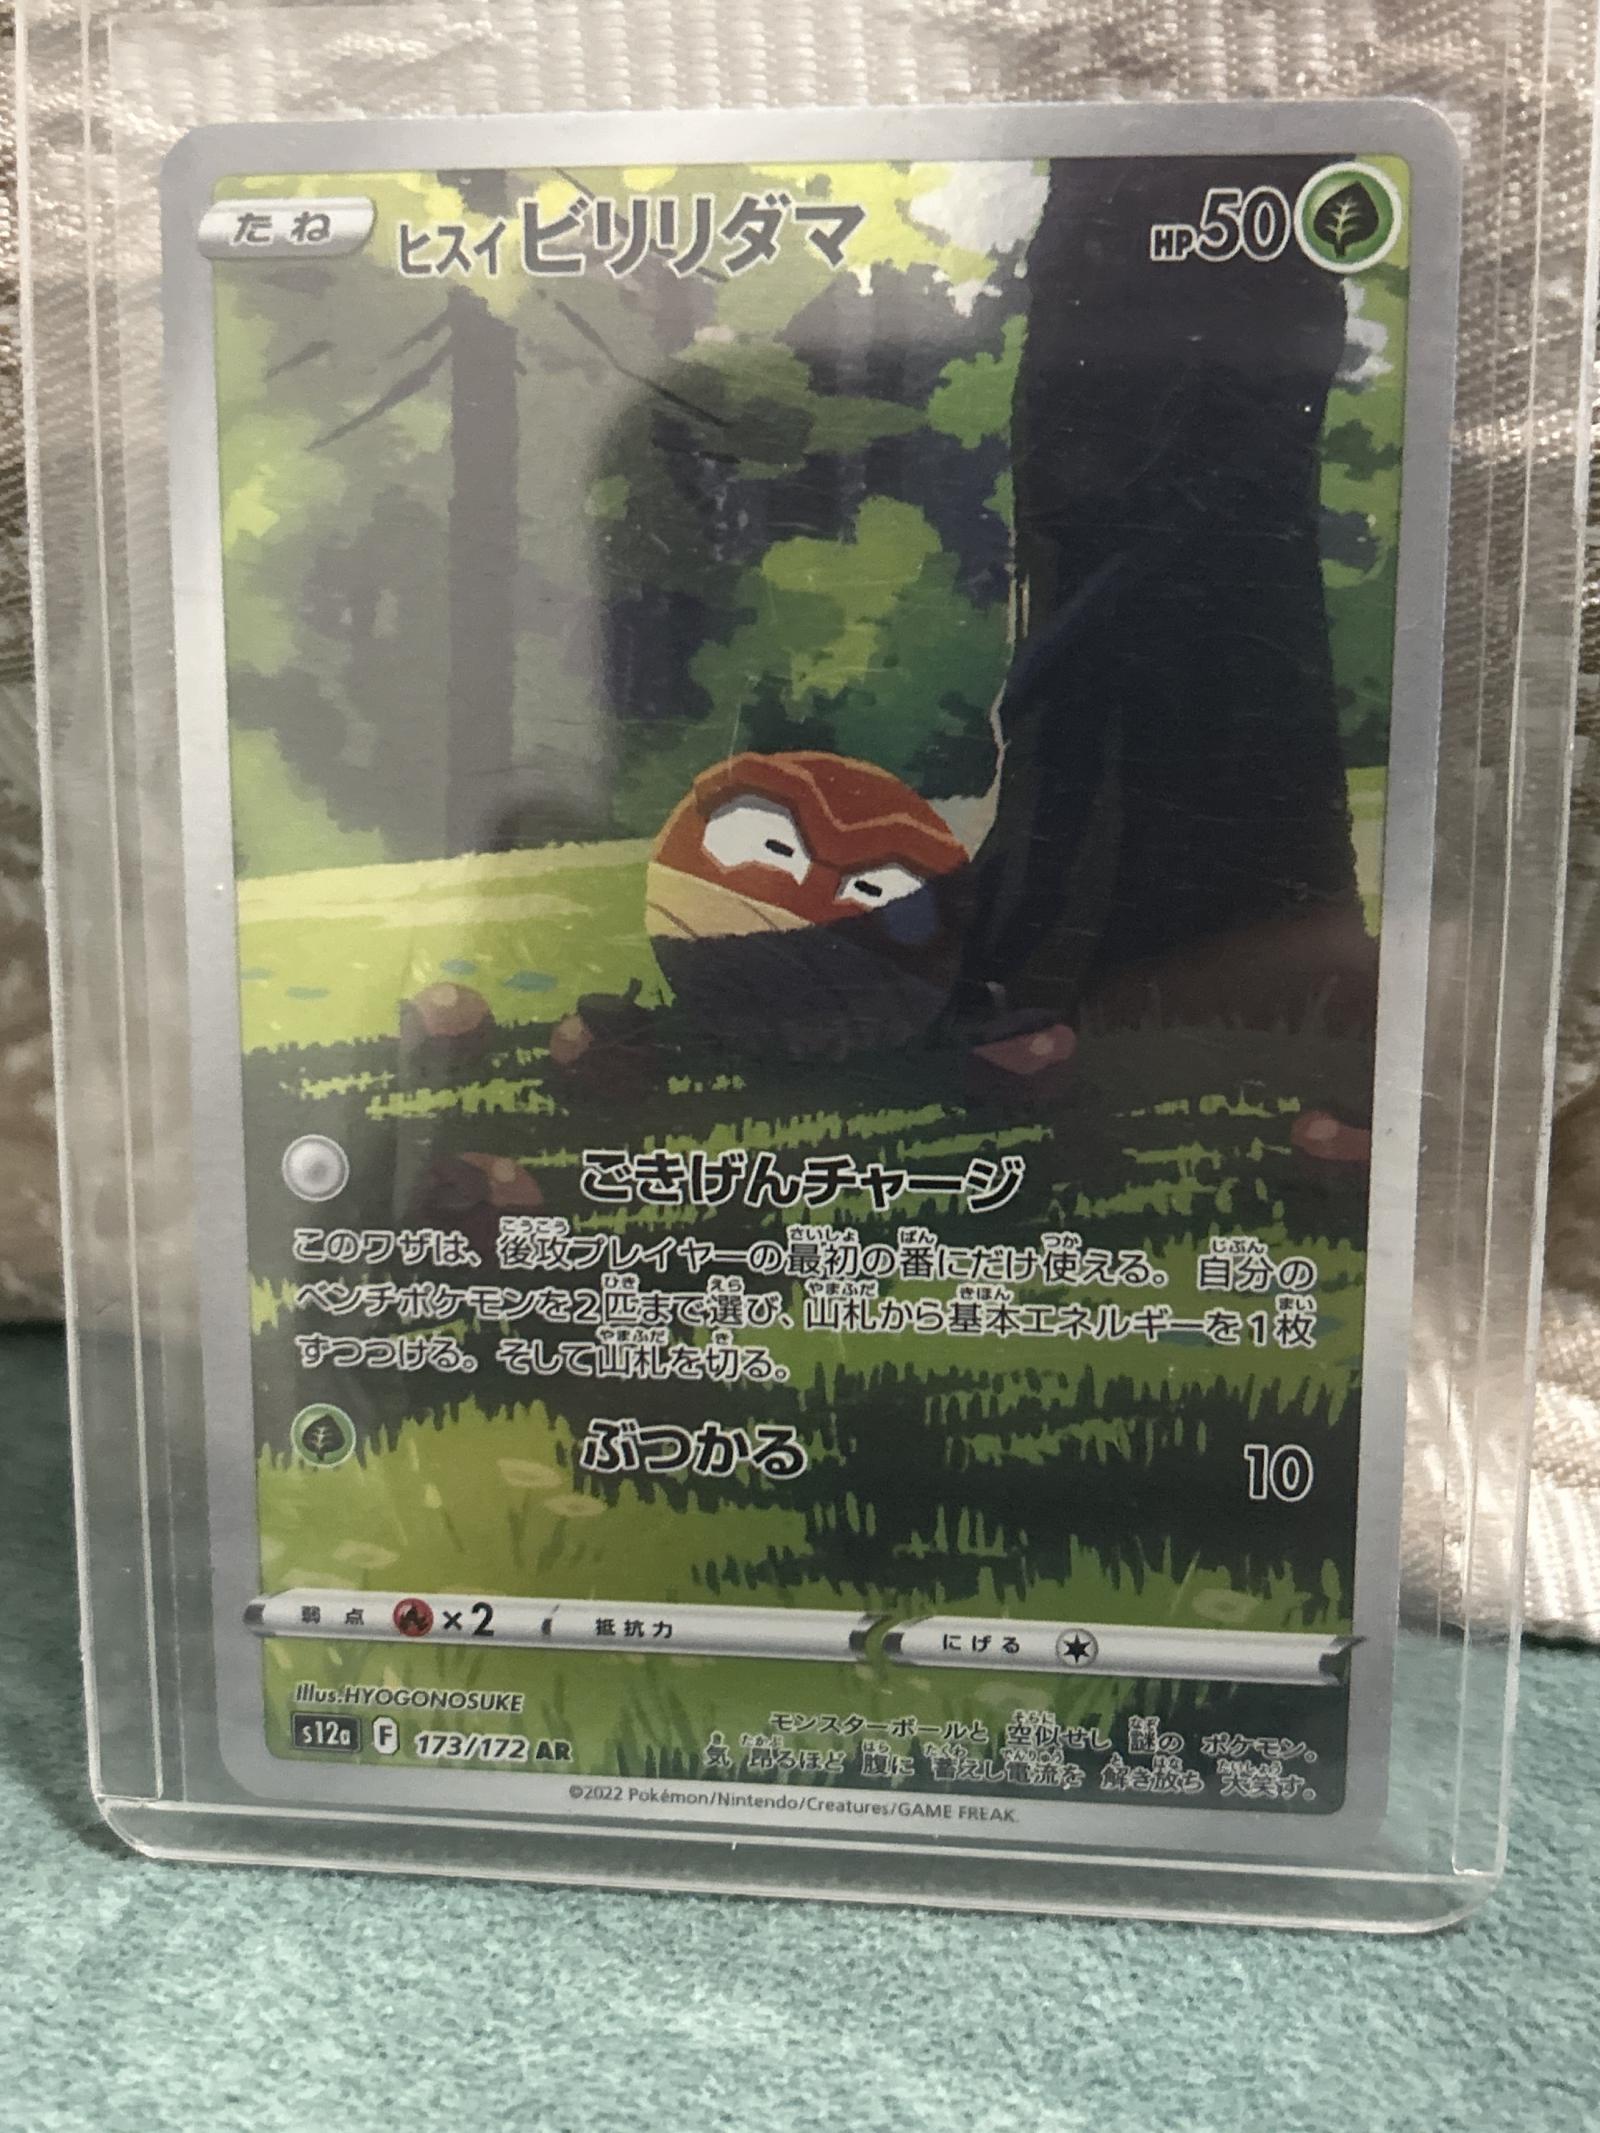 たね ヒスイビリリダマ HP50
ごきげんチャージ
このワザは、後攻プレイヤーの最初の番にだけ使える。自分の
ベンチポケモンを2匹まで選び、山札から基本エネルギーを1枚
ずつつける。そして山札を切る。
ぶつかる 10
弱点 ×2 抵抗力 にげる
Illus.HYOGONOSUKE
s12a F 173/172 AR
モンスターボールと 空似せし 謎の ポケモン。
気 昂るほど 腹に 蓄えし電流を 解き放ち 大笑す。
©2022 Pokémon/Nintendo/Creatures/GAME FREAK.